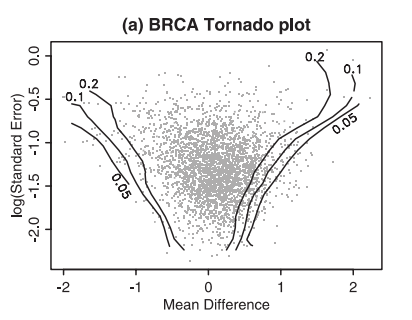 (a) BRCA Tornado plot
log(Standard Error)
0.0
-0.5
-1.0
-1.5
-2.0
0.2
0.1
0.2
0.1
0.05
0.05
-2 -1 0 1 2
Mean Difference